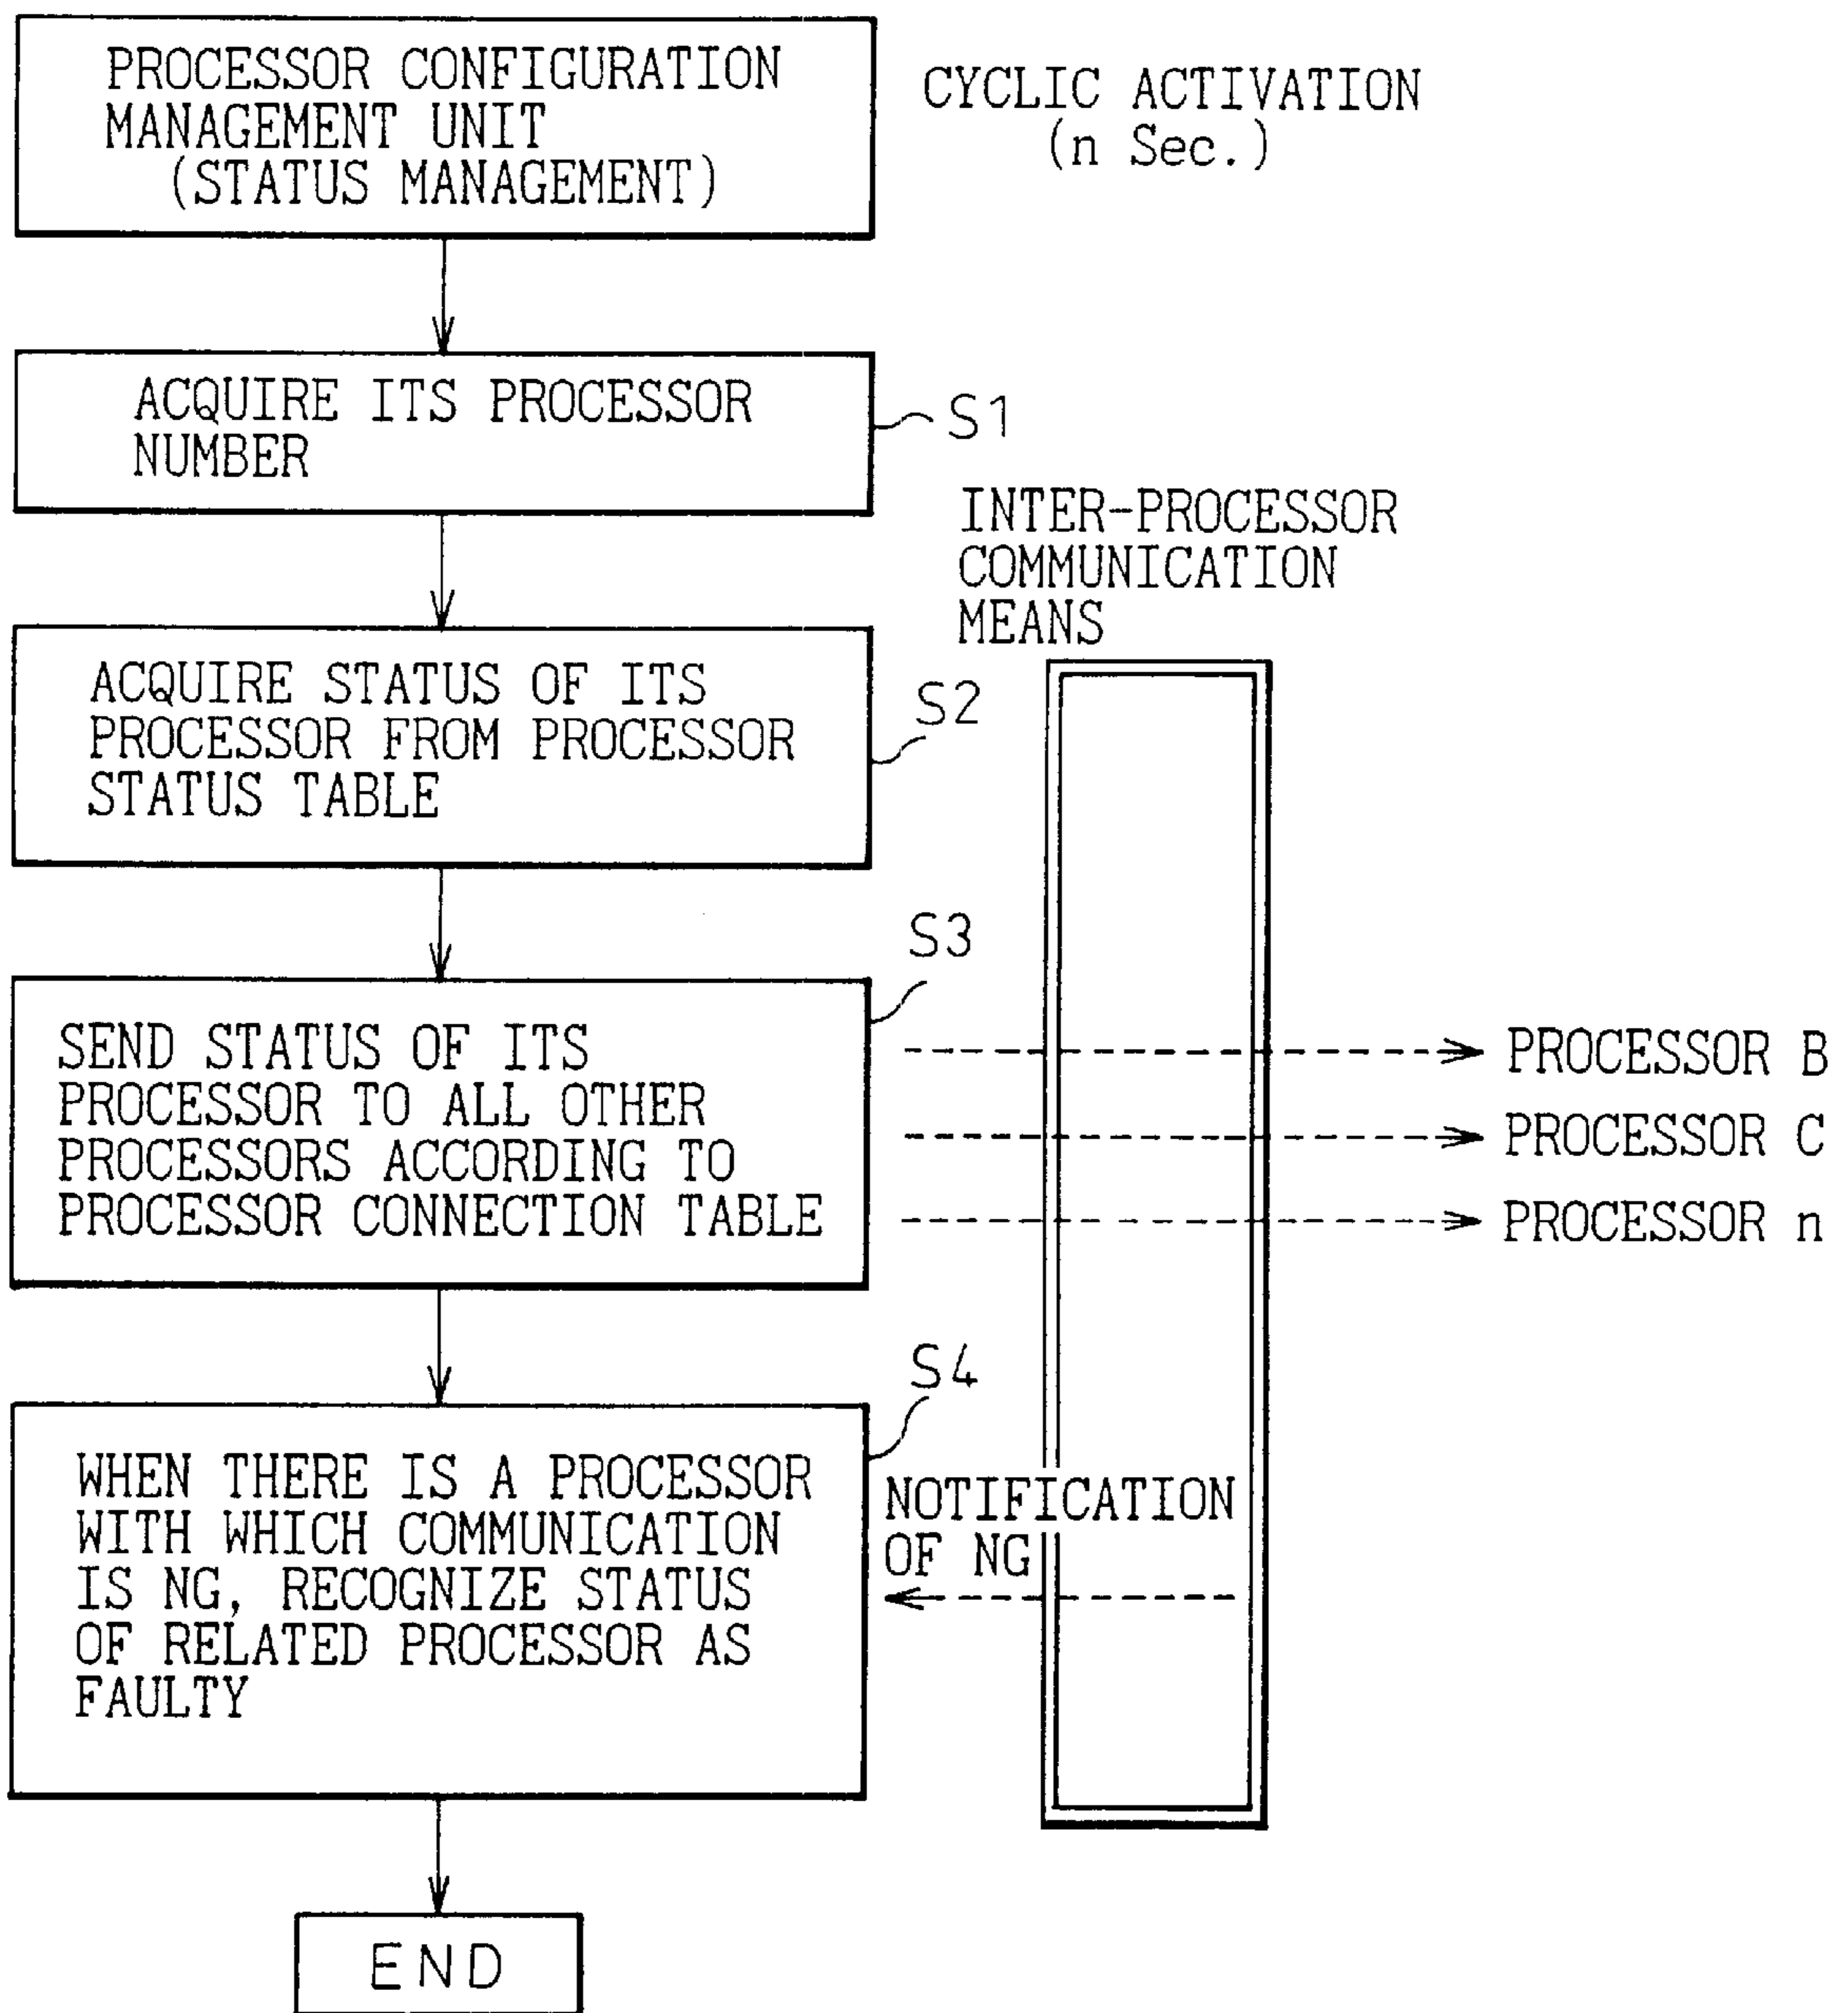 PROCESSOR CONFIGURATION
MANAGEMENT UNIT
(STATUS MANAGEMENT)
CYCLIC ACTIVATION
(n Sec.)
ACQUIRE ITS PROCESSOR
NUMBER
S1
INTER-PROCESSOR
COMMUNICATION
MEANS
ACQUIRE STATUS OF ITS
PROCESSOR FROM PROCESSOR
STATUS TABLE
S2
S3
SEND STATUS OF ITS
PROCESSOR TO ALL OTHER
PROCESSORS ACCORDING TO
PROCESSOR CONNECTION TABLE
PROCESSOR B
PROCESSOR C
PROCESSOR n
S4
WHEN THERE IS A PROCESSOR
WITH WHICH COMMUNICATION
IS NG, RECOGNIZE STATUS
OF RELATED PROCESSOR AS
FAULTY
NOTIFICATION
OF NG
END